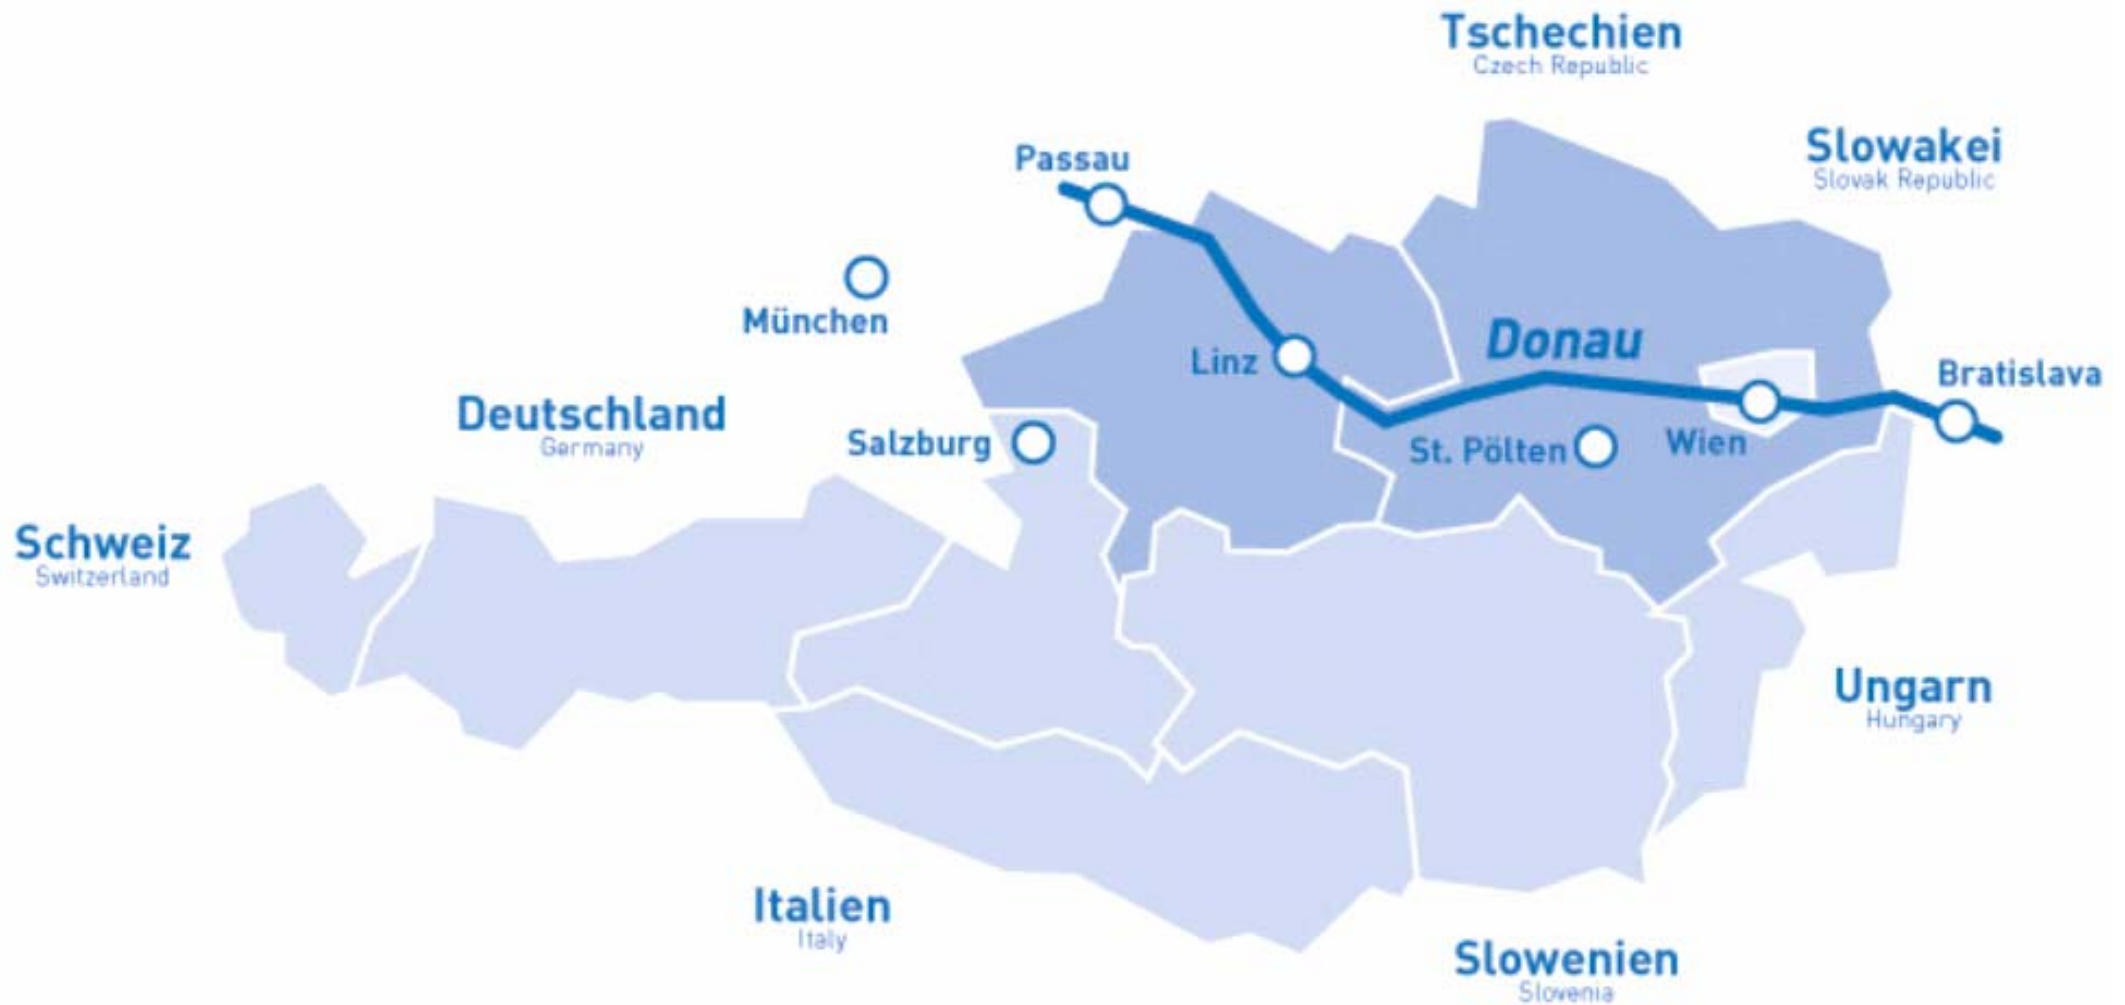 Tschechien
Czech Republic
Slowakei
Slovak Republic
Passau
München
Linz
Donau
Bratislava
Deutschland
Germany
Salzburg
St. Pölten
Wien
Schweiz
Switzerland
Ungarn
Hungary
Italien
Italy
Slowenien
Slovenia